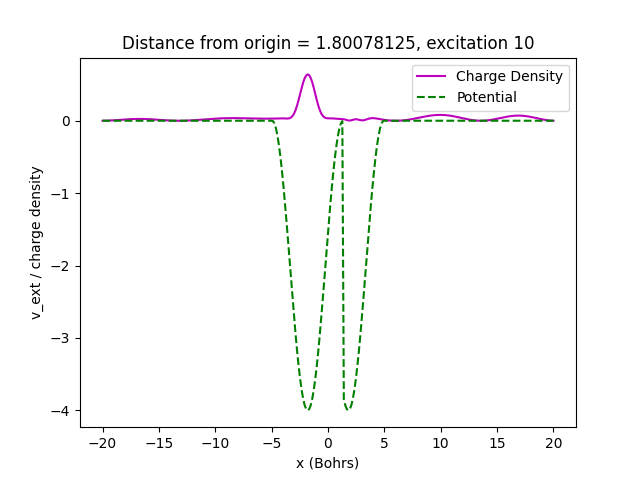 Distance from origin = 1.80078125, excitation 10
Charge Density
Potential
v_ext / charge density
0
−1
−2
−3
−4
−20
−15
−10
−5
0
5
10
15
20
x (Bohrs)